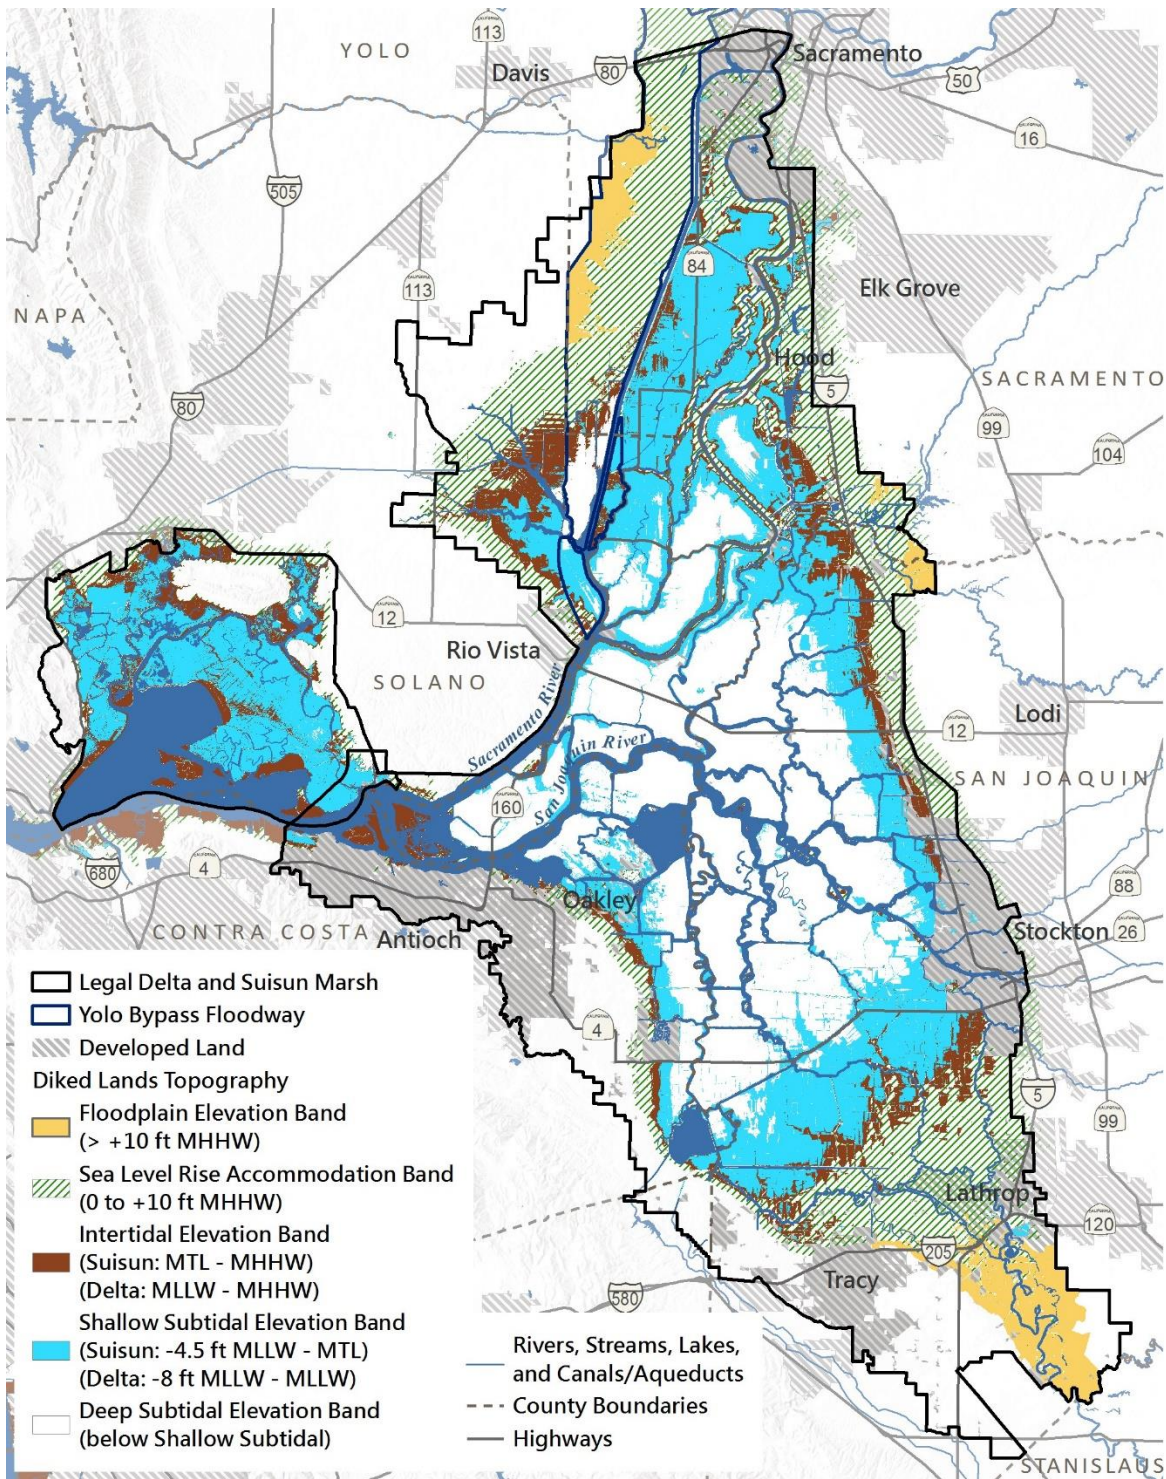 113
YOLO
Davis
80
Sacramento
50
16
505
113
84
Elk Grove
NAPA
Hood
5
SACRAMENTO
80
99
104
12
Rio Vista
SOLANO
Sacramento River
San Joaquin River
160
Lodi
12
SAN JOAQUIN
680
4
88
Oakley
CONTRA COSTA
Antioch
Stockton
26
4
5
99
Lathrop
120
205
Tracy
580
STANISLAUS
Legal Delta and Suisun Marsh
Yolo Bypass Floodway
Developed Land
Diked Lands Topography
Floodplain Elevation Band
(> +10 ft MHHW)
Sea Level Rise Accommodation Band
(0 to +10 ft MHHW)
Intertidal Elevation Band
(Suisun: MTL - MHHW)
(Delta: MLLW - MHHW)
Shallow Subtidal Elevation Band
(Suisun: -4.5 ft MLLW - MTL)
(Delta: -8 ft MLLW - MLLW)
Deep Subtidal Elevation Band
(below Shallow Subtidal)
Rivers, Streams, Lakes,
and Canals/Aqueducts
County Boundaries
Highways